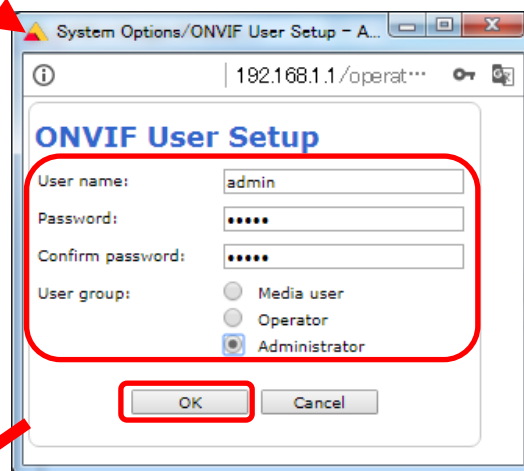 System Options/ONVIF User Setup - A...
192.168.1.1/operat...
ONVIF User Setup
User name: admin
Password: •••••
Confirm password: •••••
User group: Media user
Operator
Administrator
OK Cancel